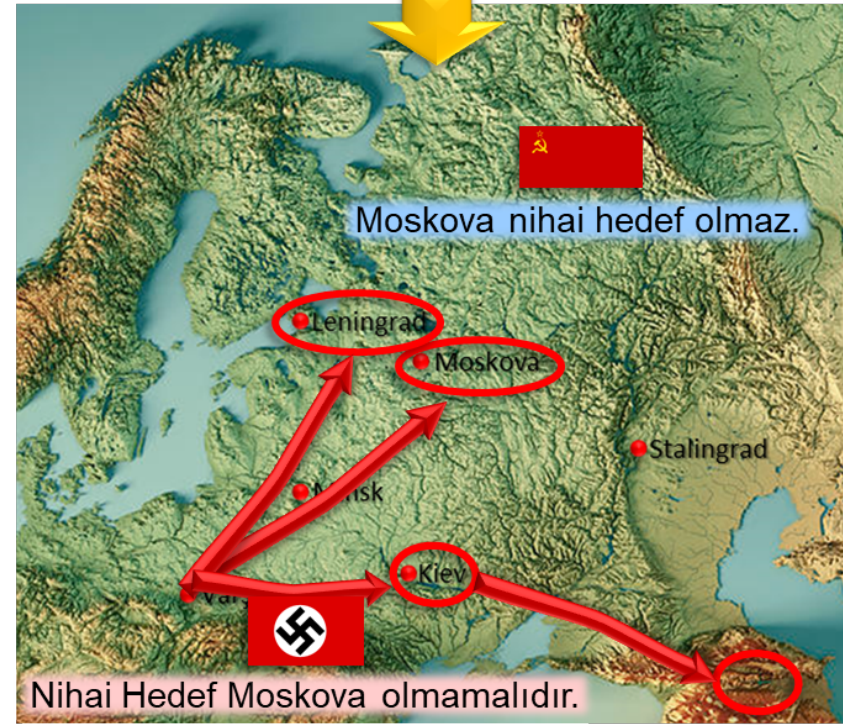 Moskova nihai hedef olmaz.
Leningrad
Moskova
Stalingrad
Minsk
Kiev
Nihai Hedef Moskova olmamalıdır.